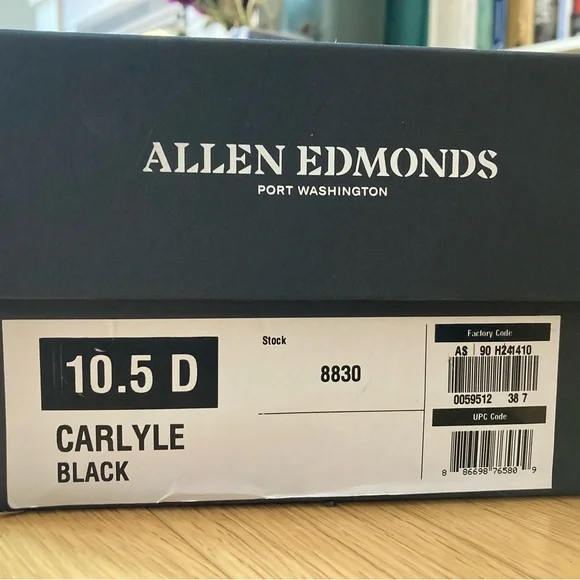 ALLEN EDMONDS
PORT WASHINGTON
10.5 D
CARLYLE
BLACK
Stock
8830
Factory Code
A$ 90 H241410
0059512 38 7
UPC Code
8 86698 76580 9